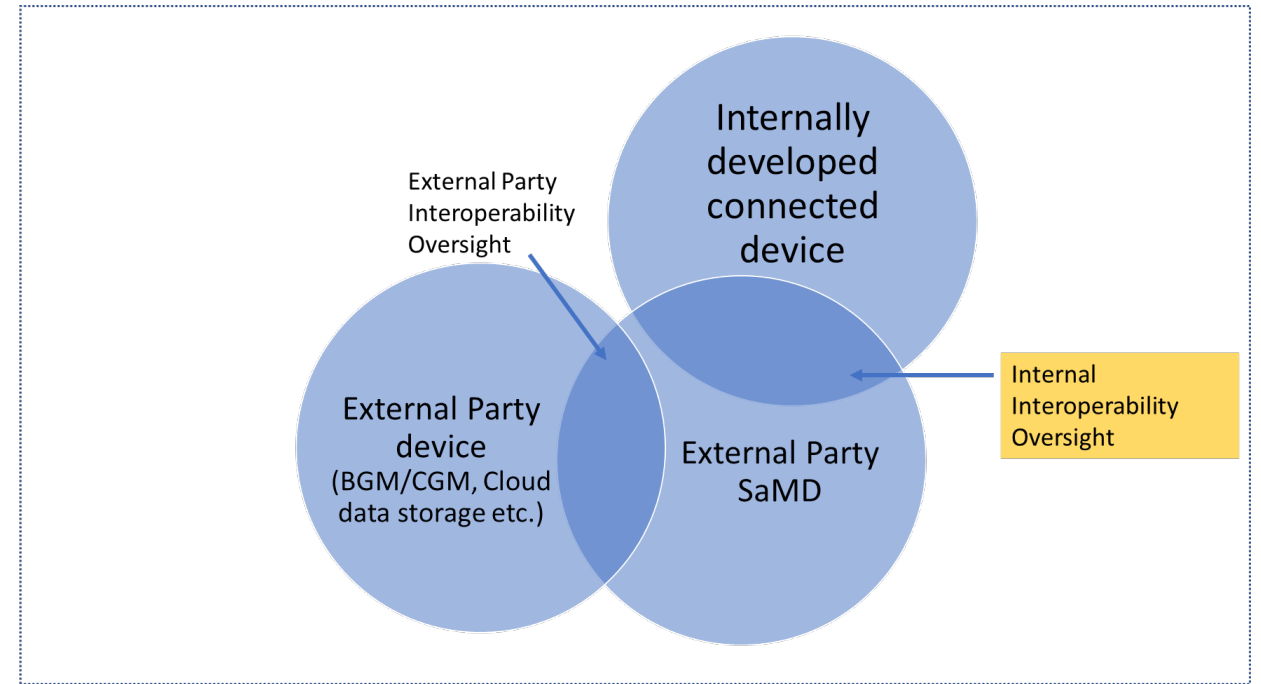 Internally
developed
connected
device
External Party
Interoperability
Oversight
External Party
device
(BGM/CGM, Cloud
data storage etc.)
External Party
SaMD
Internal
Interoperability
Oversight